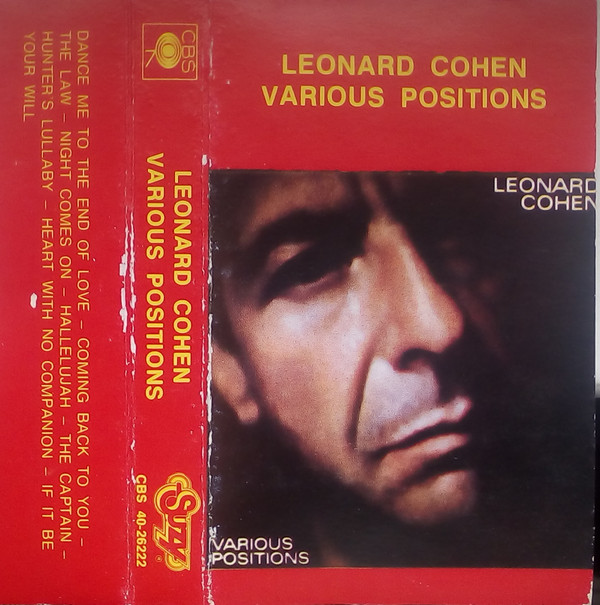 DANCE ME TO THE END OF LOVE – COMING BACK TO YOU –
THE LAW – NIGHT COMES ON – HALLELUJAH – THE CAPTAIN –
HUNTER'S LULLABY – HEART WITH NO COMPANION – IF IT BE
YOUR WILL
CBS
LEONARD COHEN
VARIOUS POSITIONS
SUZY
CBS 40-26222
LEONARD COHEN
VARIOUS POSITIONS
LEONARD
COHEN
VARIOUS
POSITIONS